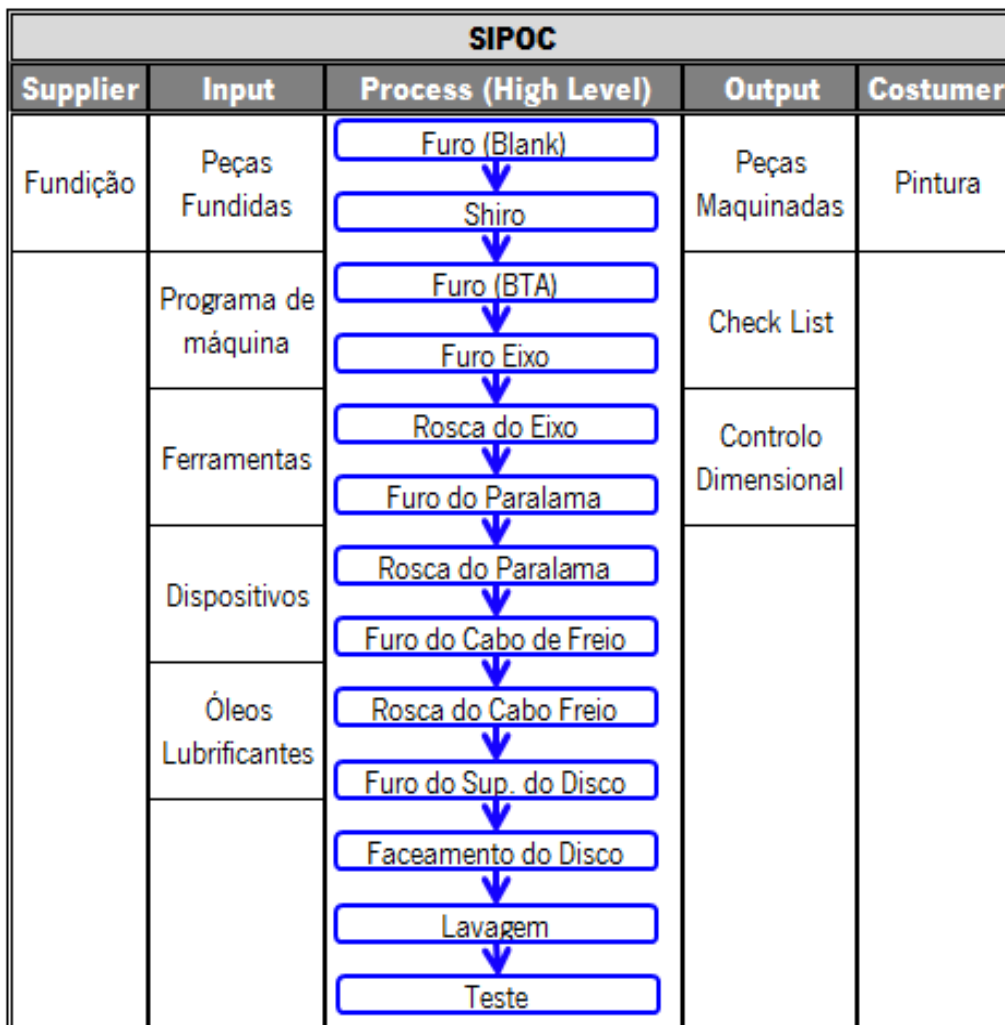 SIPOC
Supplier Input Process (High Level) Output Costumer
Fundição
Peças
Fundidas
Programa de
máquina
Ferramentas
Dispositivos
Óleos
Lubrificantes
Furo (Blank)
Shiro
Furo (BTA)
Furo Eixo
Rosca do Eixo
Furo do Paralama
Rosca do Paralama
Furo do Cabo de Freio
Rosca do Cabo Freio
Furo do Sup. do Disco
Faceamento do Disco
Lavagem
Teste
Peças
Maquinadas
Check List
Controlo
Dimensional
Pintura